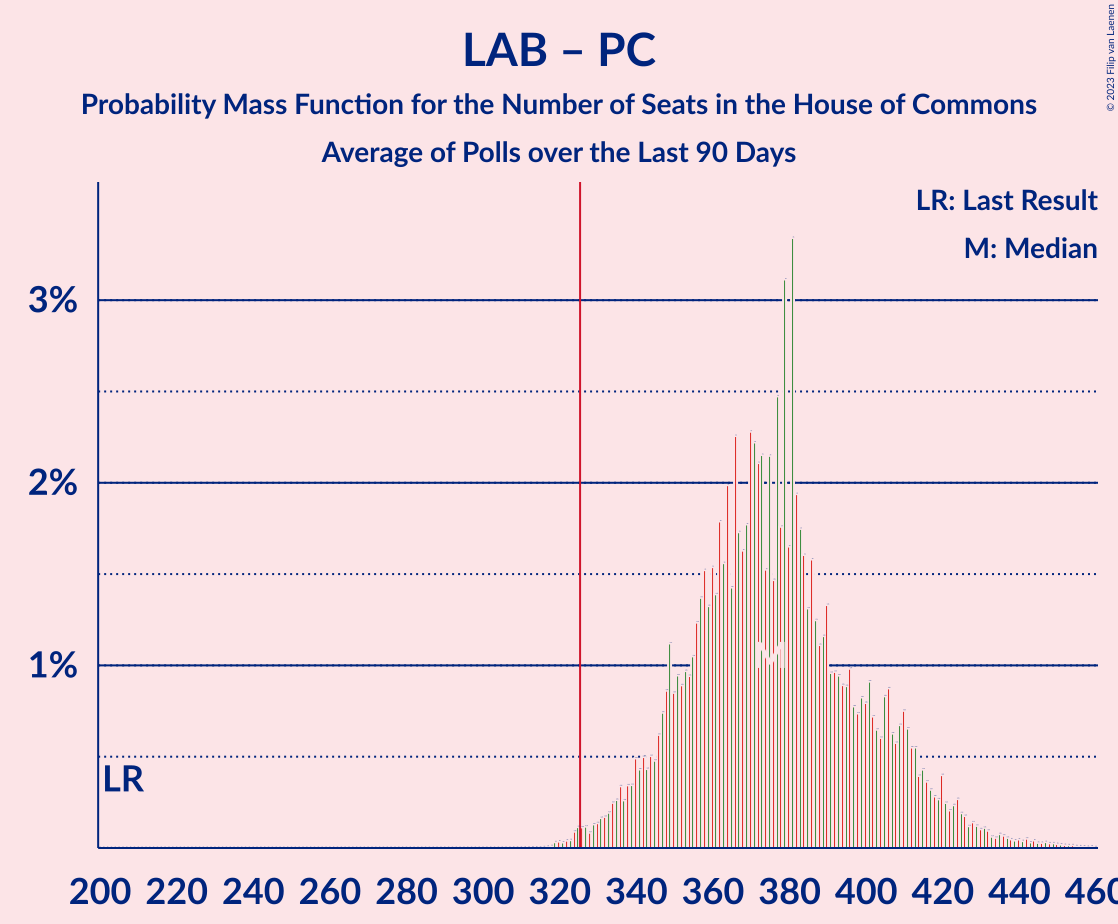 LAB – PC
Probability Mass Function for the Number of Seats in the House of Commons
Average of Polls over the Last 90 Days
© 2023 Filip van Laenen
LR: Last Result
M: Median
3%
2%
1%
M
LR
200 220 240 260 280 300 320 340 360 380 400 420 440 460